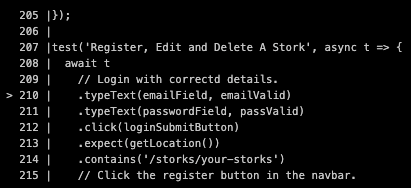 205 |});
206 |
207 |test('Register, Edit and Delete A Stork', async t => {
208 |  await t
209 |    // Login with correctd details.
> 210 |    .typeText(emailField, emailValid)
211 |    .typeText(passwordField, passValid)
212 |    .click(loginSubmitButton)
213 |    .expect(getLocation())
214 |    .contains('/storks/your-storks')
215 |    // Click the register button in the navbar.